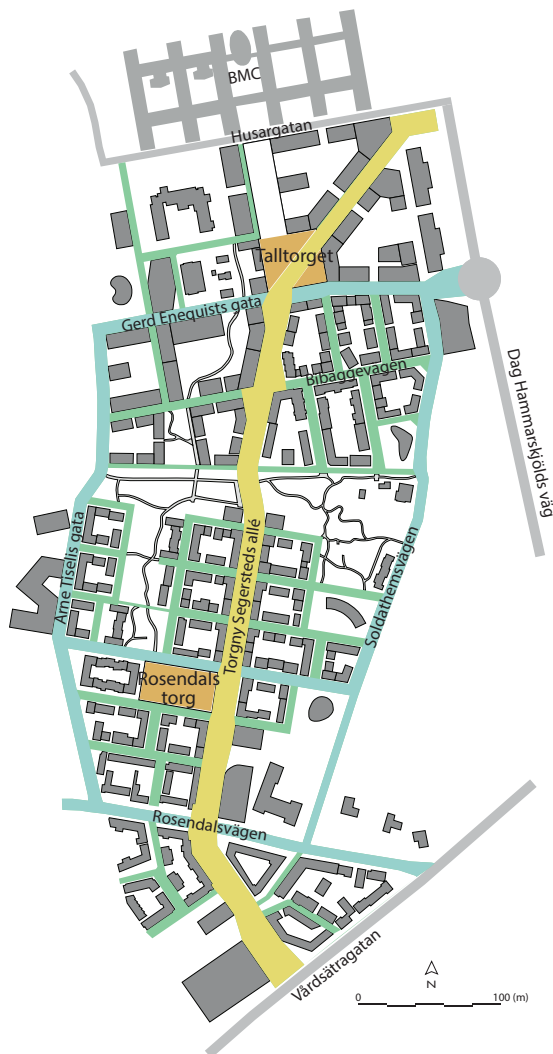 BMC
Husargatan
Talltorget
Gerd Enequists gata
Bibaggevägen
Dag Hammarskjölds väg
Arne Tiselis gata
Torgny Segersteds allé
Soldathemsvägen
Rosendals
torg
Rosendalsvägen
Vårdsätragatan
N
0 100 (m)